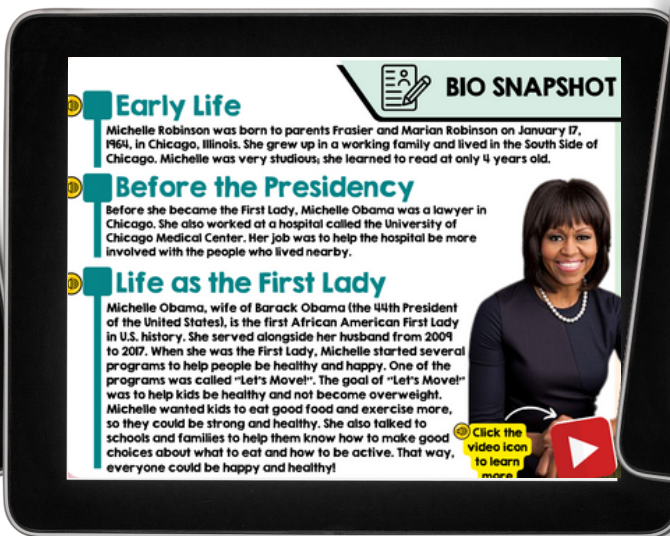 BIO SNAPSHOT
Early Life
Michelle Robinson was born to parents Frasier and Marian Robinson on January 17,
1964, in Chicago, Illinois. She grew up in a working family and lived in the South Side of
Chicago. Michelle was very studious; she learned to read at only 4 years old.
Before the Presidency
Before she became the First Lady, Michelle Obama was a lawyer in
Chicago. She also worked at a hospital called the University of
Chicago Medical Center. Her job was to help the hospital be more
involved with the people who lived nearby.
Life as the First Lady
Michelle Obama, wife of Barack Obama (the 44th President
of the United States), is the first African American First Lady
in U.S. history. She served alongside her husband from 2009
to 2017. When she was the First Lady, Michelle started several
programs to help people be healthy and happy. One of the
programs was called "Let's Move!". The goal of "Let's Move!"
was to help kids be healthy and not become overweight.
Michelle wanted kids to eat good food and exercise more,
so they could be strong and healthy. She also talked to
schools and families to help them know how to make good
choices about what to eat and how to be active. That way,
everyone could be happy and healthy!
Click the
video icon
to learn
more